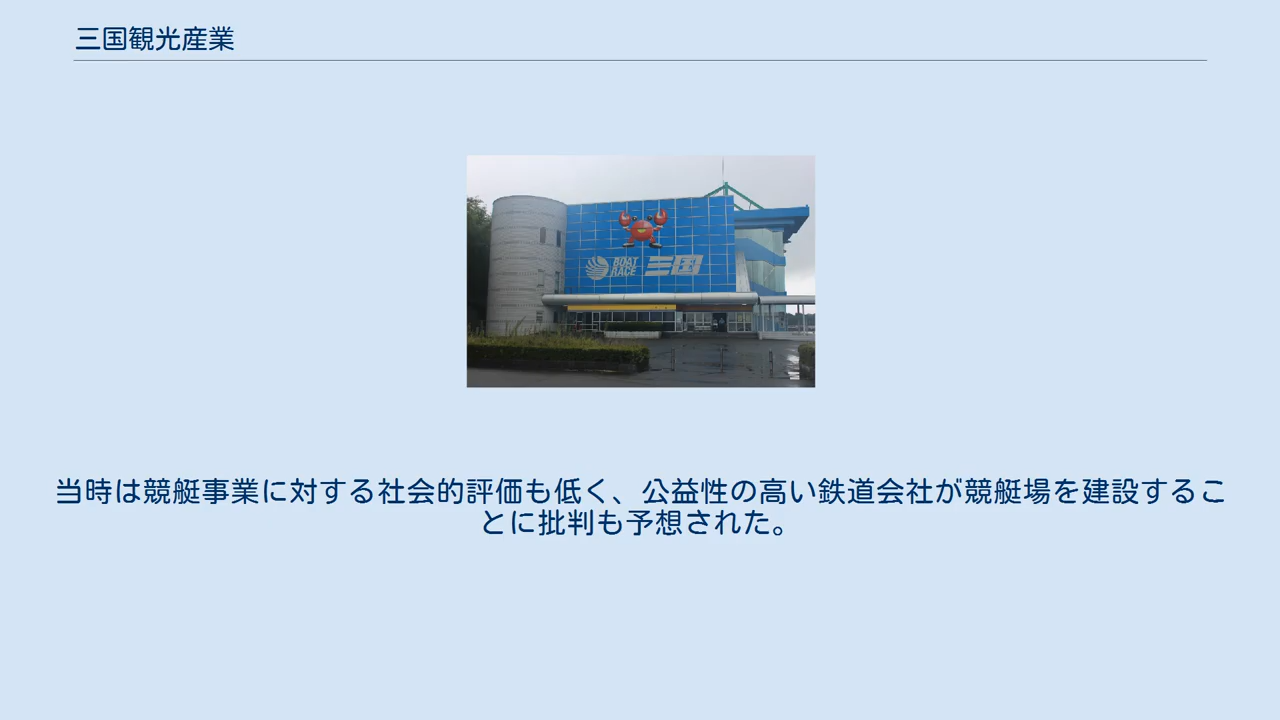 三国観光産業
BOAT
RACE
三国
当時は競艇事業に対する社会的評価も低く、公益性の高い鉄道会社が競艇場を建設するこ
とに批判も予想された。